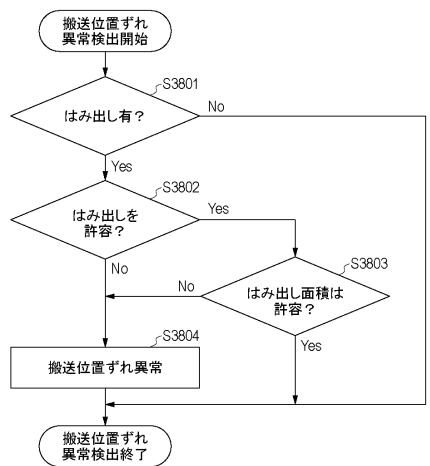 搬送位置ずれ
異常検出開始
S3801
はみ出し有?
No
Yes
S3802
はみ出しを
許容?
Yes
No
S3803
はみ出し面積は
許容?
No
Yes
S3804
搬送位置ずれ異常
搬送位置ずれ
異常検出終了